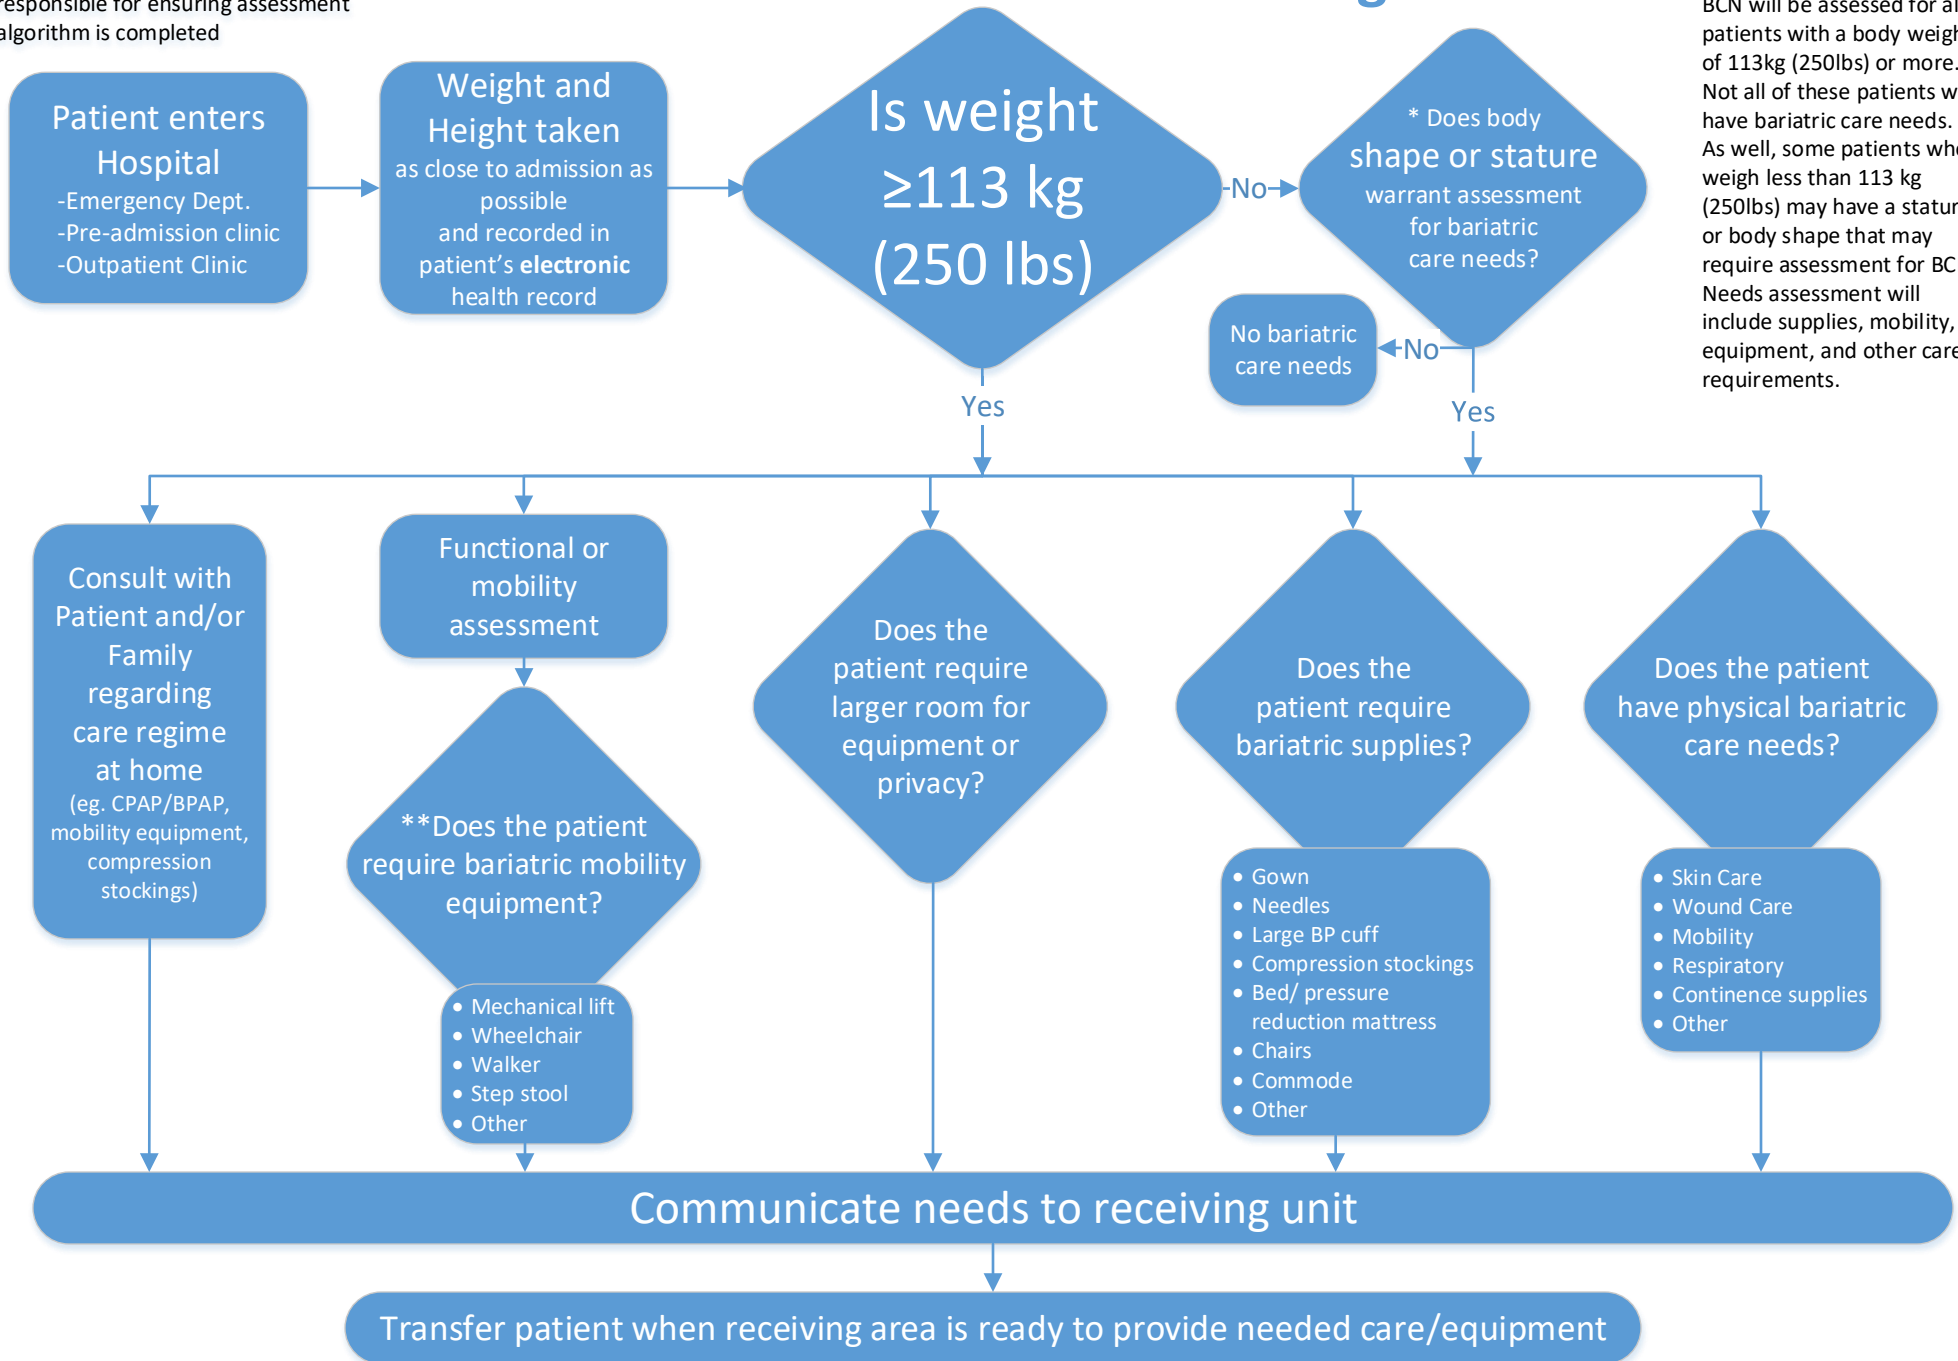 responsible for ensuring assessment
algorithm is completed
Patient enters
Hospital
-Emergency Dept.
-Pre-admission clinic
-Outpatient Clinic
Weight and
Height taken
as close to admission as
possible
and recorded in
patient's electronic
health record
Is weight
≥113 kg
(250 lbs)
No
Yes
* Does body
shape or stature
warrant assessment
for bariatric
care needs?
No
No bariatric
care needs
Yes
BCN will be assessed for
patients with a body
of 113kg (250lbs) or more.
Not all of these patients
have bariatric care needs.
As well, some patients
weigh less than 113 kg
(250lbs) may have a
or body shape that may
require assessment for
Needs assessment will
include supplies, mobility,
equipment, and other
requirements.
Consult with
Patient and/or
Family
regarding
care regime
at home
(eg. CPAP/BPAP,
mobility equipment,
compression
stockings)
Functional or
mobility
assessment
**Does the patient
require bariatric mobility
equipment?
• Mechanical lift
• Wheelchair
• Walker
• Step stool
• Other
Does the
patient require
larger room for
equipment or
privacy?
Does the
patient require
bariatric supplies?
• Gown
• Needles
• Large BP cuff
• Compression stockings
• Bed/ pressure
reduction mattress
• Chairs
• Commode
• Other
Does the patient
have physical bariatric
care needs?
• Skin Care
• Wound Care
• Mobility
• Respiratory
• Continence supplies
• Other
Communicate needs to receiving unit
Transfer patient when receiving area is ready to provide needed care/equipment